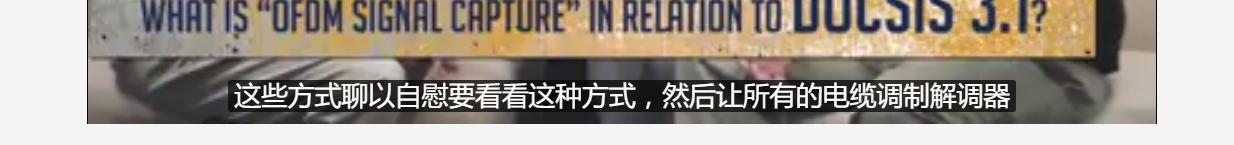 WHAT IS “OFDM SIGNAL CAPTURE” IN RELATION TO DOCSIS 3.1?
这些方式聊以自慰要看看这种方式，然后让所有的电缆调制解调器